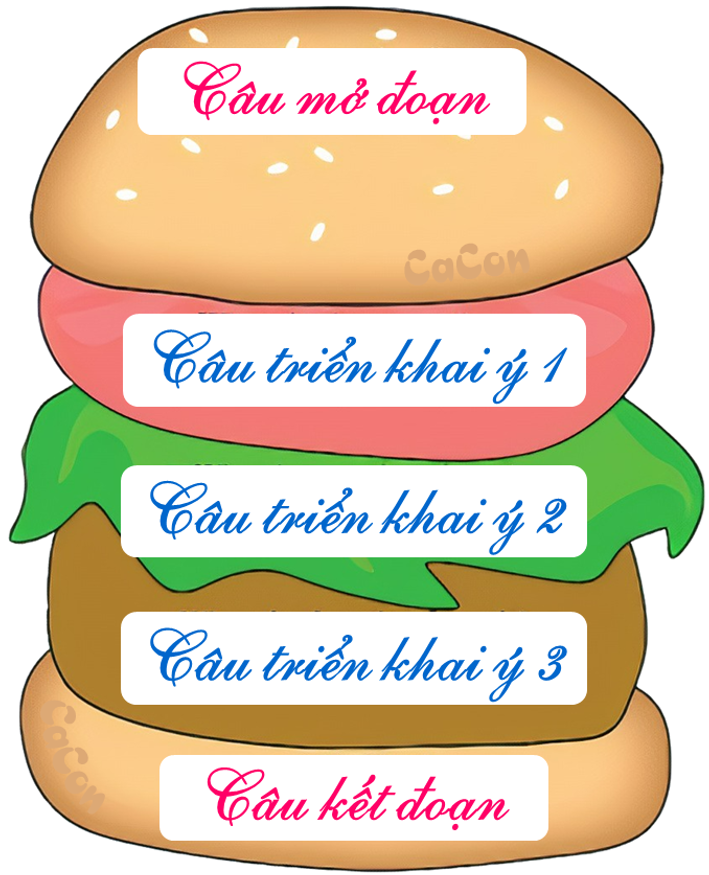 Câu mở đoạn
CaCon
Câu triển khai ý 1
Câu triển khai ý 2
Câu triển khai ý 3
CaCon
Câu kết đoạn